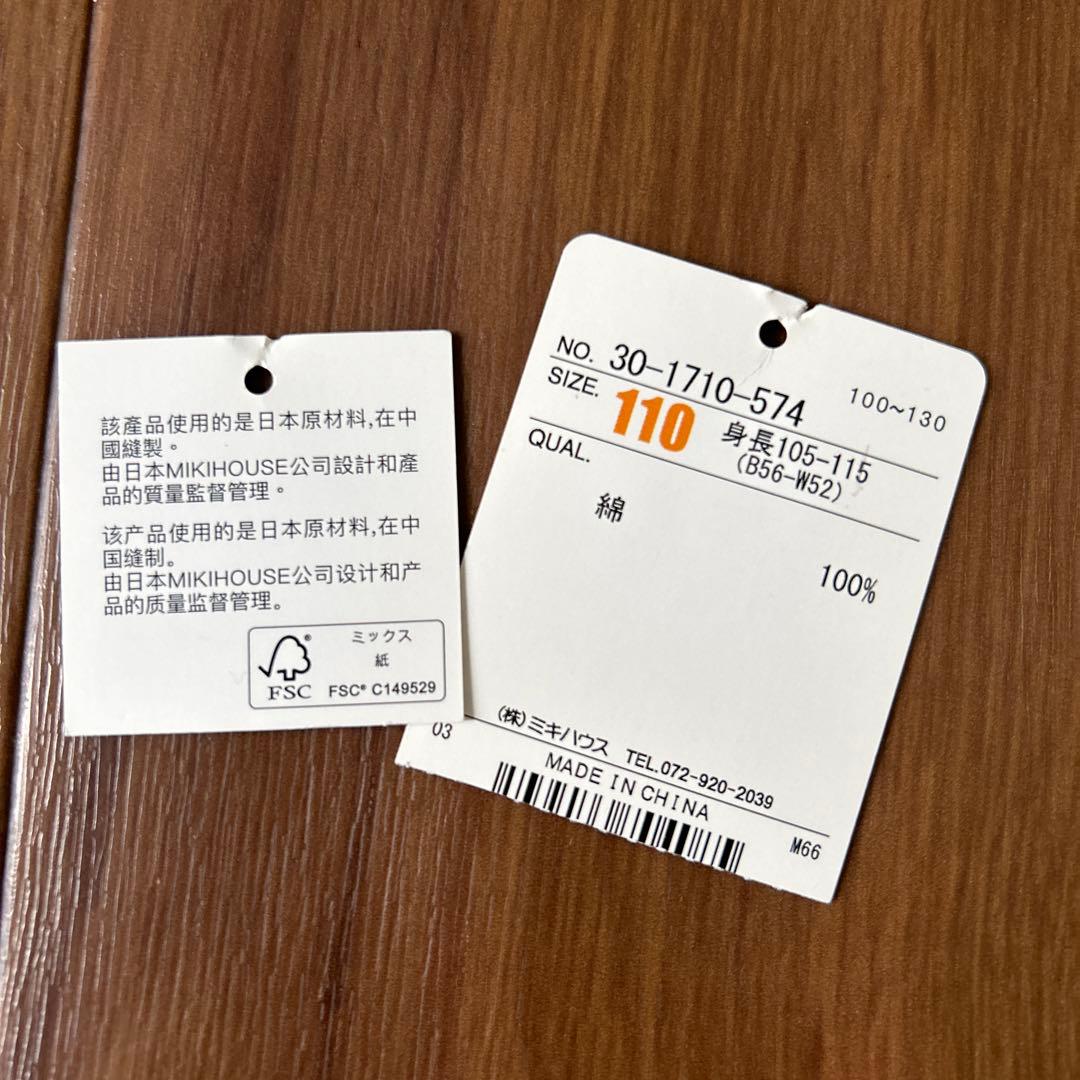 該產品使用的是日本原材料,在中
國縫製。
由日本MIKIHOUSE公司設計和產
品的質量監督管理。
该产品使用的是日本原材料,在中
国缝制。
由日本MIKIHOUSE公司设计和产
品的质量监督管理。
ミックス
紙
FSC® C149529
FSC®
NO. 30-1710-574 100~130
SIZE. 110 身長105-115
(B56-W52)
QUAL.
綿
100%
03
(株)ミキハウス TEL.072-920-2039
MADE IN CHINA
M66